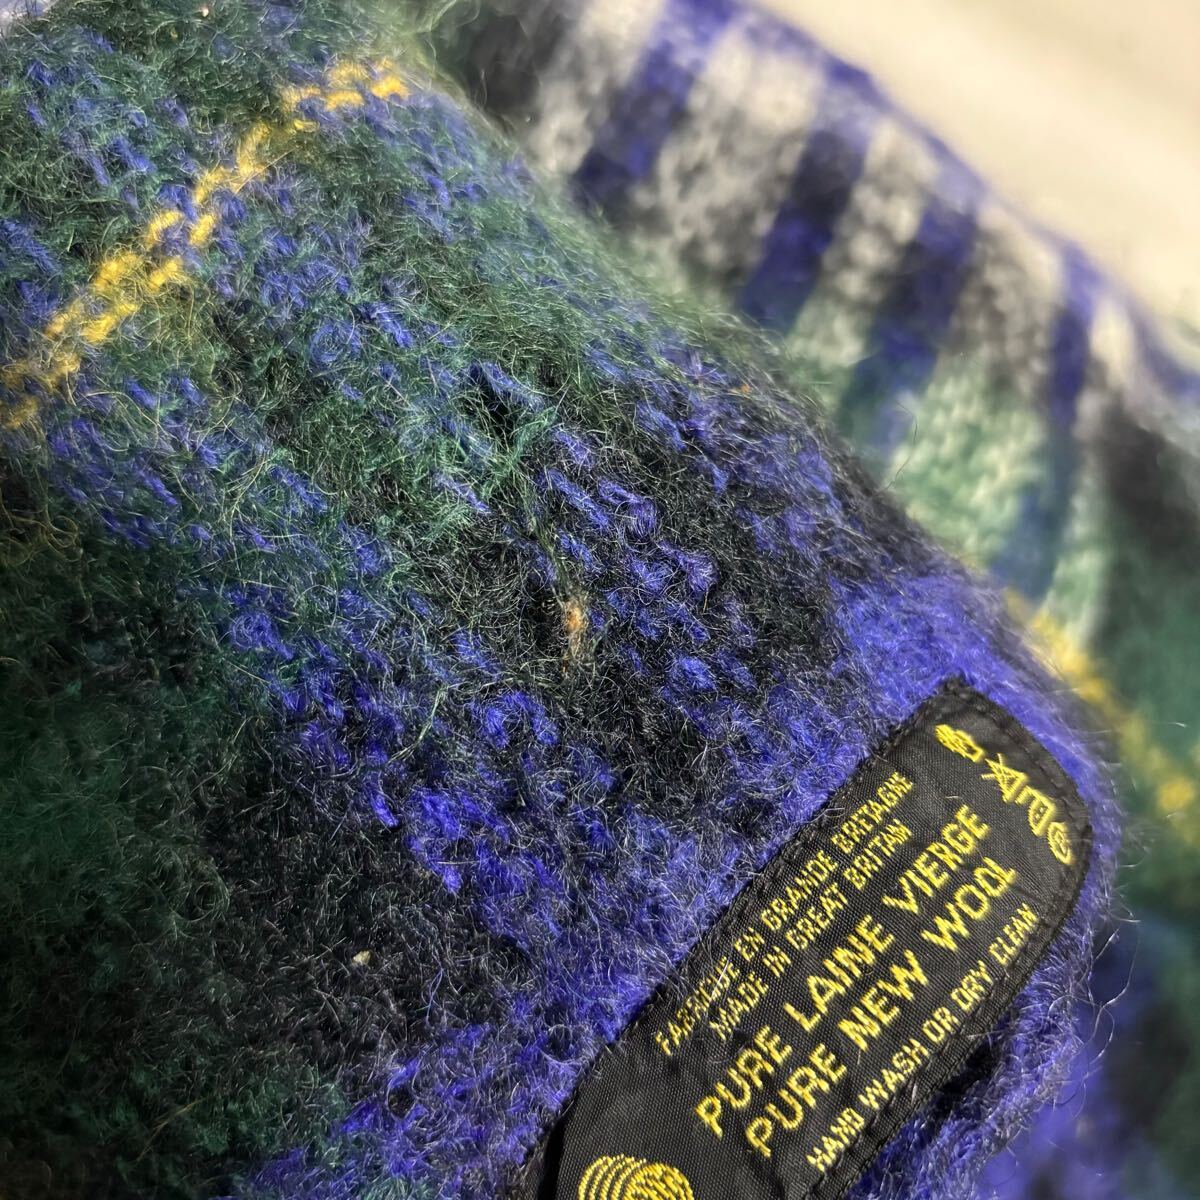 FABRIQUE EN GRANDE BRETAGNE
MADE IN GREAT BRITAIN
PURE LAINE VIERGE
PURE NEW WOOL
HAND WASH OR DRY CLEAN